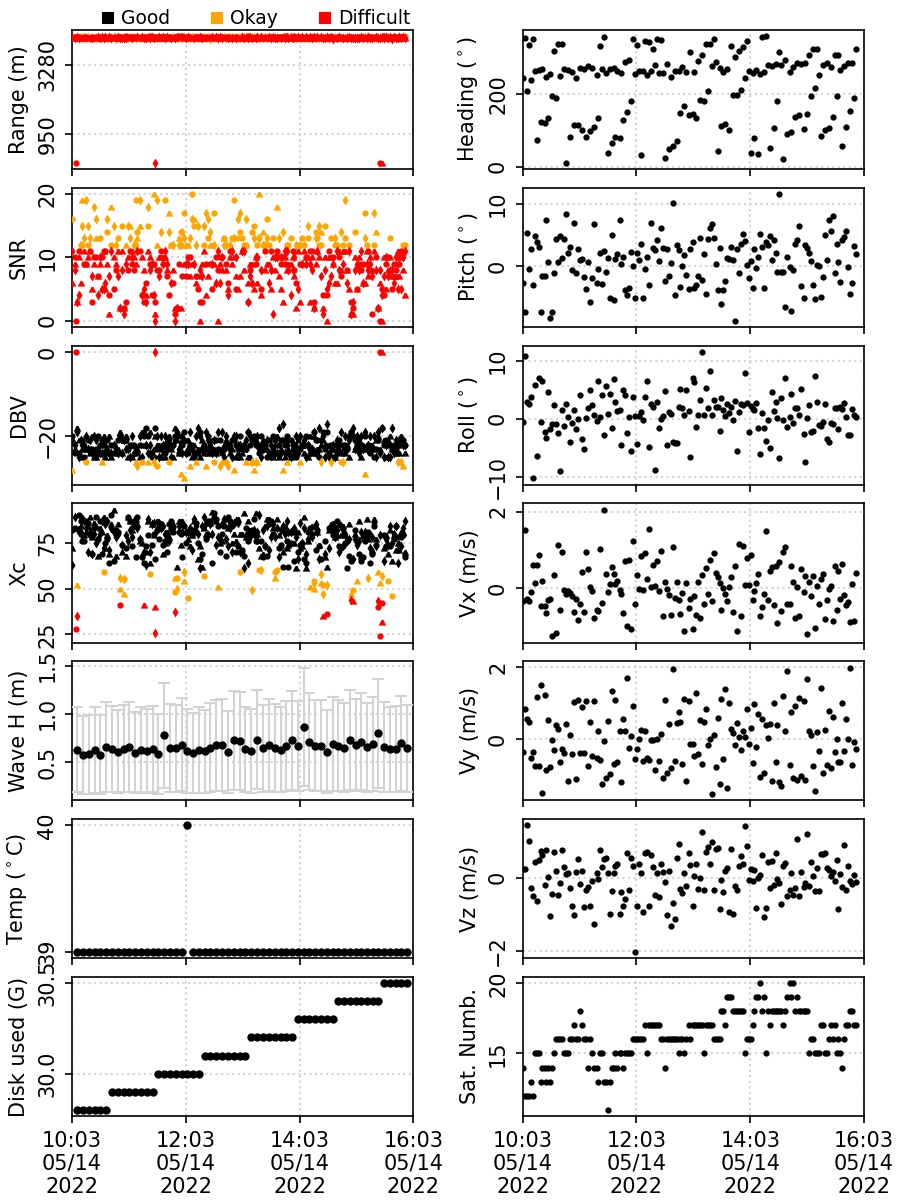 Good Okay Difficult
Range (m)
3280
950
Heading (°)
200
0
SNR
20
10
0
Pitch (°)
10
0
DBV
0
−20
Roll (°)
10
0
−10
Xc
75
50
25
Vx (m/s)
2
0
Wave H (m)
1.5
1.0
0.5
Vy (m/s)
2
0
Temp (°C)
40
39
Vz (m/s)
0
−2
Disk used (G)
30.5
30.0
Sat. Numb.
20
15
10:03 12:03 14:03 16:03 10:03 12:03 14:03 16:03
05/14 05/14 05/14 05/14 05/14 05/14 05/14 05/14
2022 2022 2022 2022 2022 2022 2022 2022